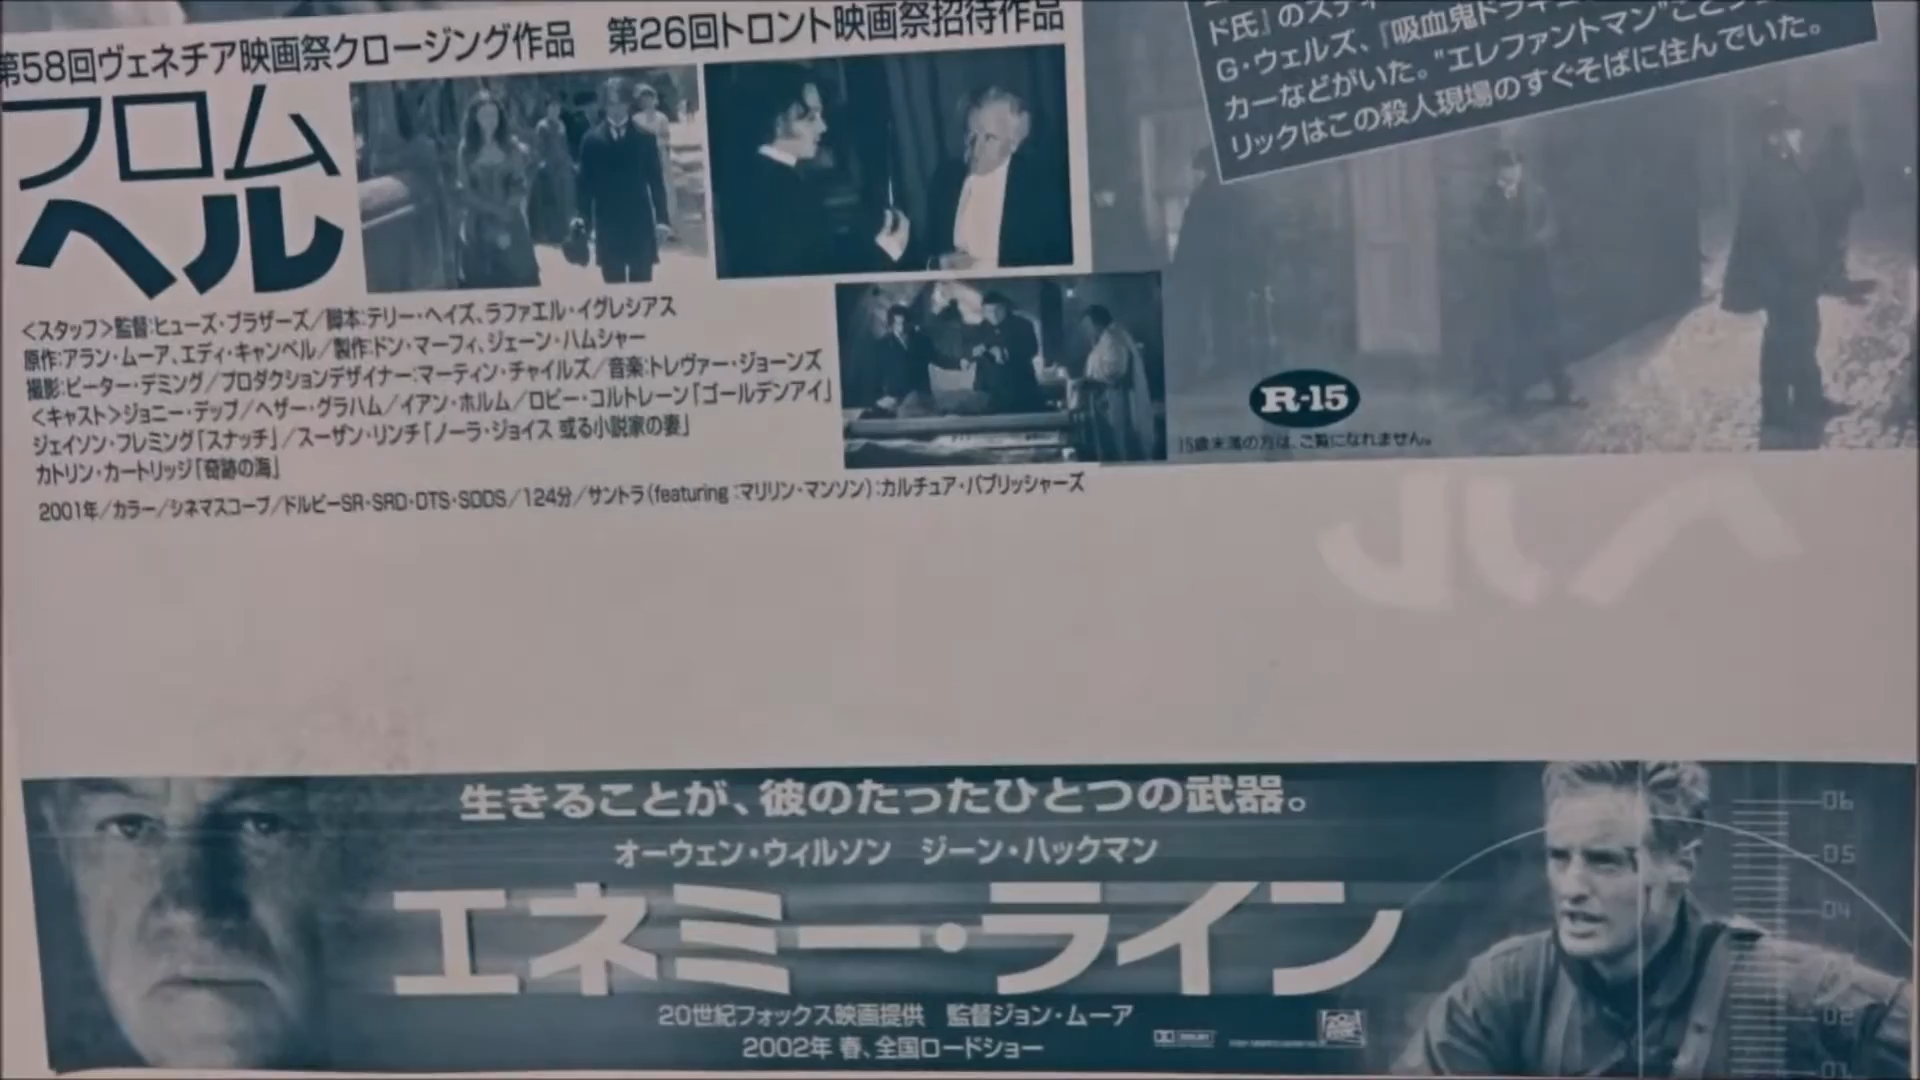 第58回ヴェネチア映画祭クロージング作品 第26回トロント映画祭招待作品
フロム
ヘル
<スタッフ>監督:ヒューズ・ブラザーズ/脚本:テリー・ヘイズ、ラファエル・イグレシアス
原作:アラン・ムーア、エディ・キャンベル/製作:ドン・マーフィ、ジェーン・ハムシャー
撮影:ピーター・デミング/プロダクションデザイナー:マーティン・チャイルズ/音楽:トレヴァー・ジョーンズ
<キャスト>ジョニー・デップ/ヘザー・グラハム/イアン・ホルム/ロビー・コルトレーン「ゴールデンアイ」
ジェイソン・フレミング「スナッチ」/スーザン・リンチ「ノーラ・ジョイス 或る小説家の妻」
カトリン・カートリッジ「奇跡の海」
2001年/カラー/シネマスコープ/ドルビーSR・SRD・DTS・SDDS/124分/サントラ(featuring:マリリン・マンソン):カルチュア・パブリッシャーズ
ド氏』のスティ
G・ウェルズ、『吸血鬼ドラキュ
カーなどがいた。"エレファントマン"こと
リックはこの殺人現場のすぐそばに住んでいた。
R-15
15歳未満の方は、ご覧になれません。
ヘル
生きることが、彼のたったひとつの武器。
オーウェン・ウィルソン ジーン・ハックマン
エネミー・ライン
20世紀フォックス映画提供 監督ジョン・ムーア
2002年 春、全国ロードショー
06
05
04
02